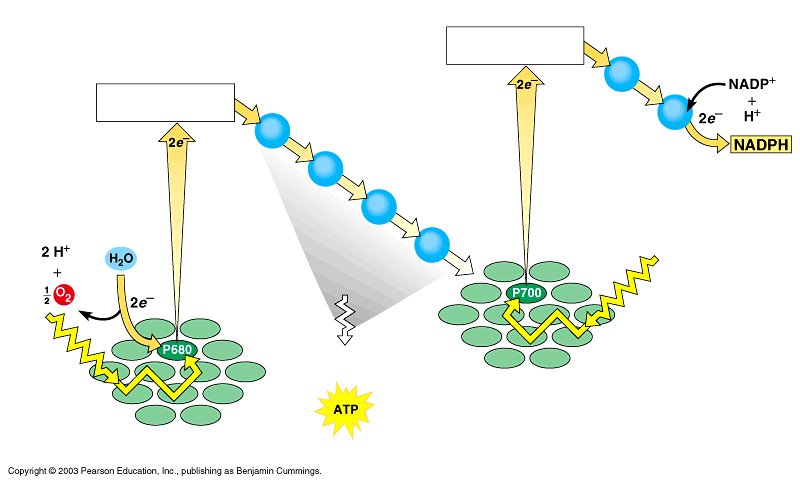 2e–
NADP+
+
H+
2e–
NADPH
2e–
2 H+
+
1/2 O2
H2O
2e–
P680
P700
ATP
Copyright © 2003 Pearson Education, Inc., publishing as Benjamin Cummings.